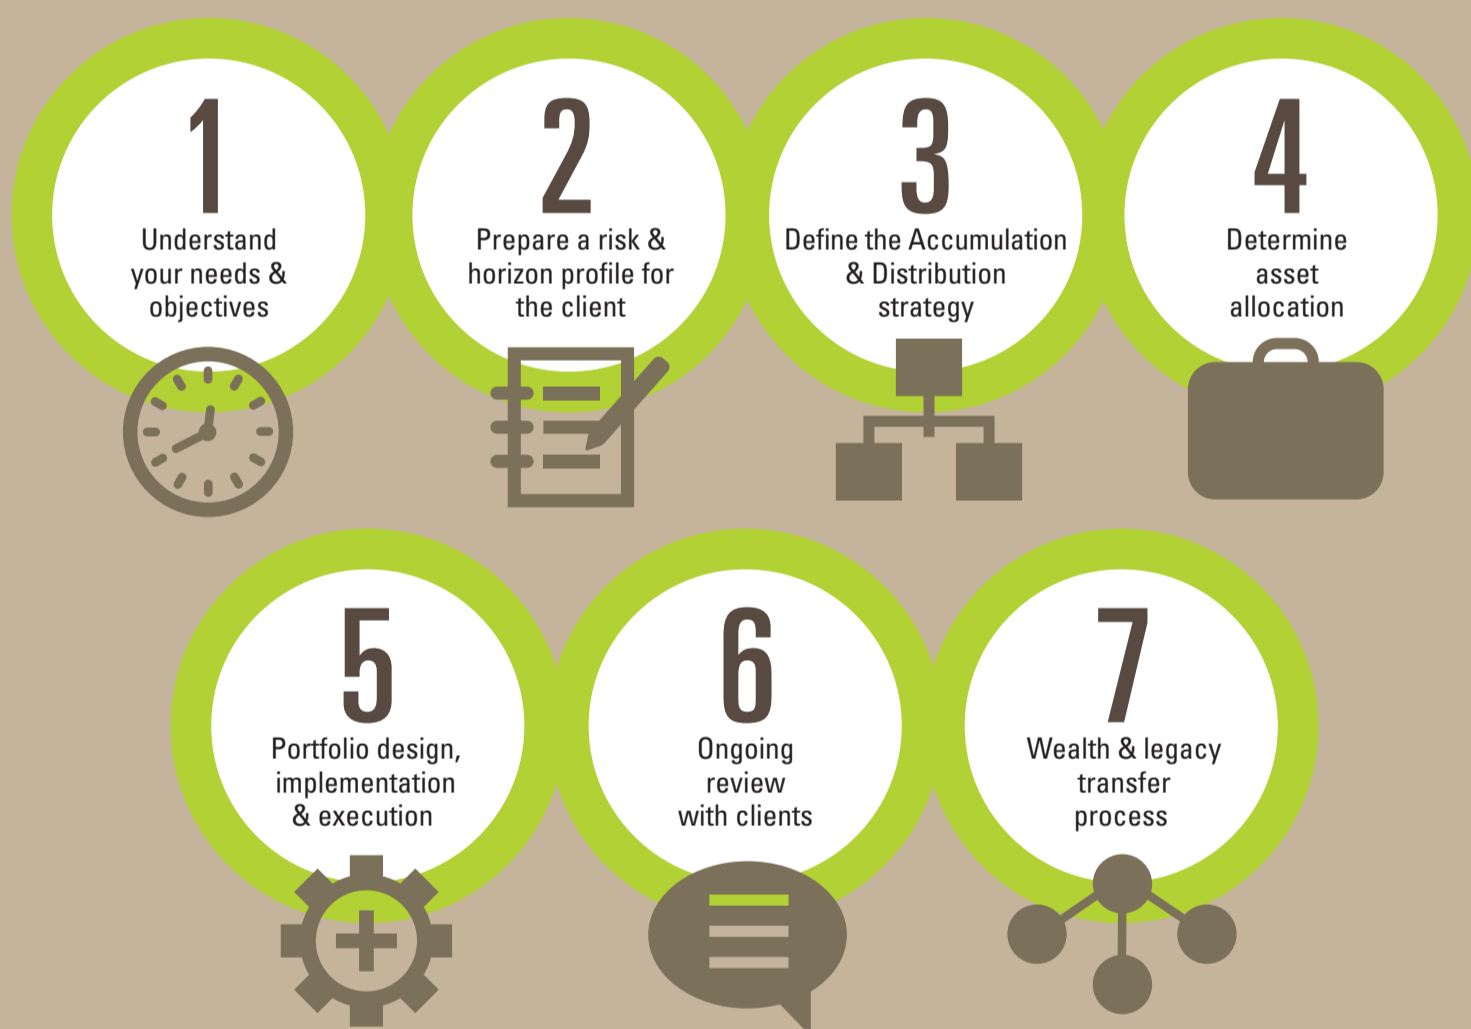 1
Understand
your needs &
objectives
2
Prepare a risk &
horizon profile for
the client
3
Define the Accumulation
& Distribution
strategy
4
Determine
asset
allocation
5
Portfolio design,
implementation
& execution
6
Ongoing
review
with clients
7
Wealth & legacy
transfer
process